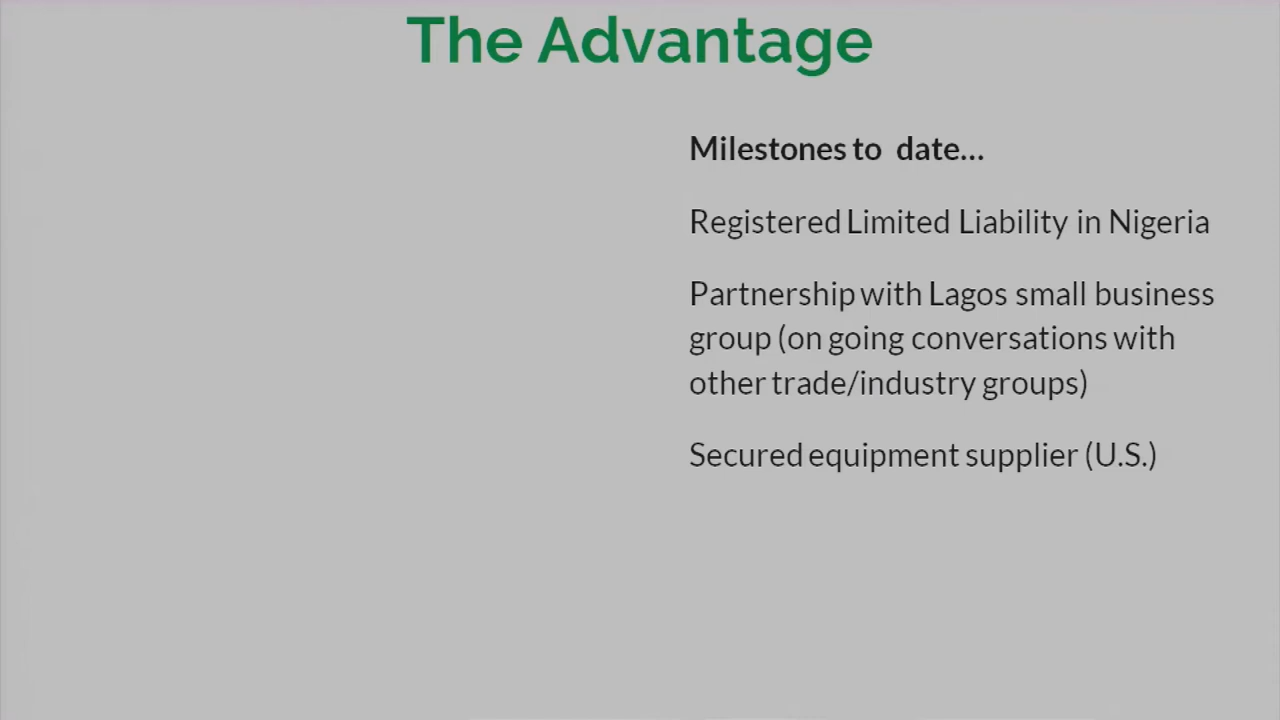 The Advantage
Milestones to date...
Registered Limited Liability in Nigeria
Partnership with Lagos small business
group (on going conversations with
other trade/industry groups)
Secured equipment supplier (U.S.)